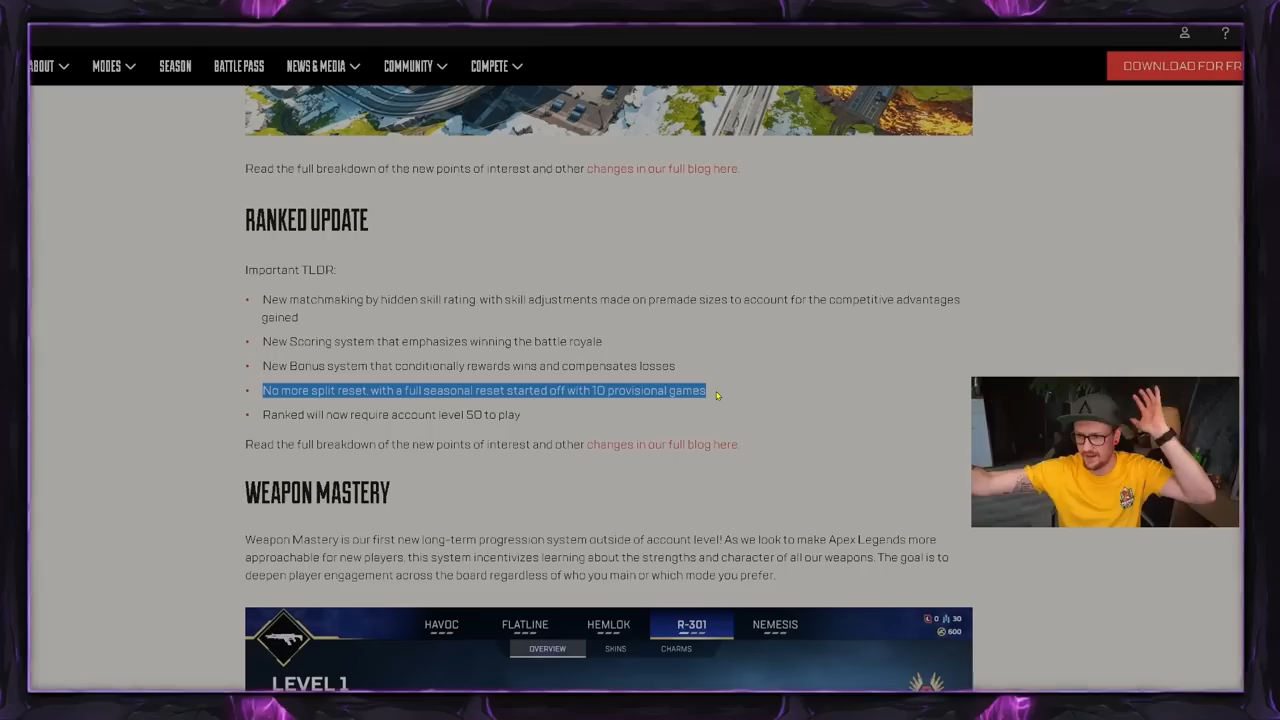 ?
ABOUT
MODES
SEASON
BATTLE PASS
NEWS & MEDIA
COMMUNITY
COMPETE
DOWNLOAD FOR FR
Read the full breakdown of the new points of interest and other changes in our full blog here.
RANKED UPDATE
Important TLDR:
• New matchmaking by hidden skill rating, with skill adjustments made on premade sizes to account for the competitive advantages
gained
• New Scoring system that emphasizes winning the battle royale
• New Bonus system that conditionally rewards wins and compensates losses
• No more split reset, with a full seasonal reset started off with 10 provisional games
• Ranked will now require account level 50 to play
Read the full breakdown of the new points of interest and other changes in our full blog here.
WEAPON MASTERY
Weapon Mastery is our first new long-term progression system outside of account level! As we look to make Apex Legends more
approachable for new players, this system incentivizes learning about the strengths and character of all our weapons. The goal is to
deepen player engagement across the board regardless of who you main or which mode you prefer.
HAVOC
FLATLINE
HEMLOK
R-301
NEMESIS
0
30
600
OVERVIEW
SKINS
CHARMS
LEVEL 1